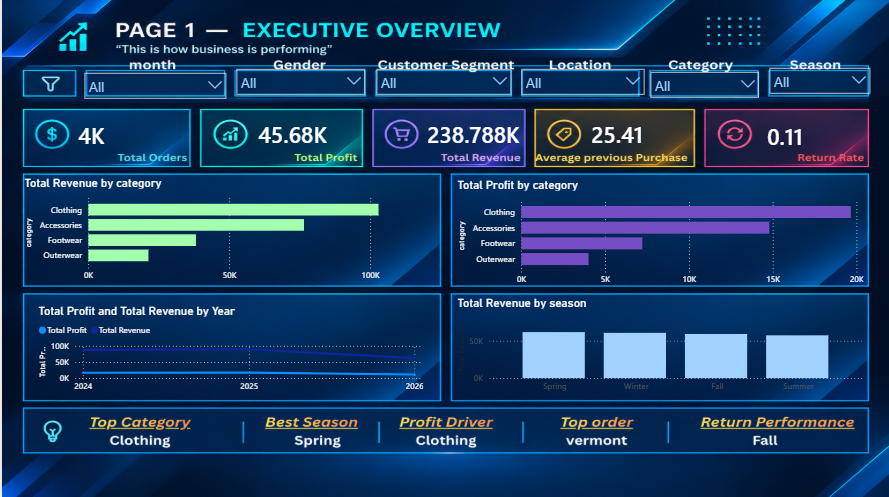 PAGE 1 — EXECUTIVE OVERVIEW
“This is how business is performing”
month Gender Customer Segment Location Category Season
All All All All All All
4K 45.68K 238.788K 25.41 0.11
Total Orders Total Profit Total Revenue Average previous Purchase Return Rate
Total Revenue by category
category
Clothing
Accessories
Footwear
Outerwear
0K 50K 100K
Total Profit by category
category
Clothing
Accessories
Footwear
Outerwear
0K 5K 10K 15K 20K
Total Profit and Total Revenue by Year
Total Profit Total Revenue
Total Pr...
100K
50K
0K
2024 2025 2026
Total Revenue by season
50K
0K
Spring Winter Fall Summer
Top Category Best Season Profit Driver Top order Return Performance
Clothing Spring Clothing vermont Fall